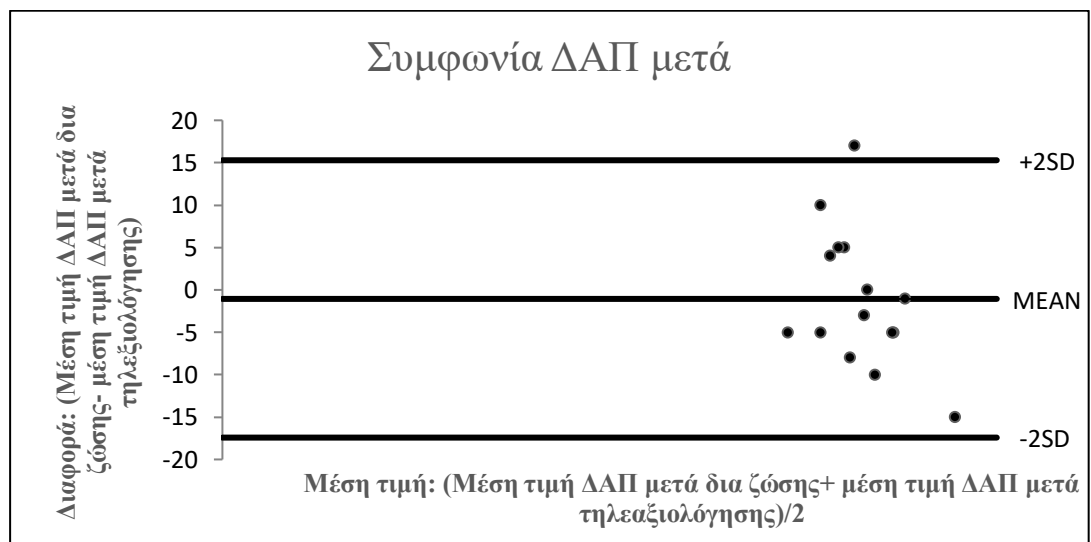 Συμφωνία ΔΑΠ μετά
Διαφορά: (Μέση τιμή ΔΑΠ μετά δια
ζώσης- μέση τιμή ΔΑΠ μετά
τηλεξιολόγησης)
20
15
10
5
0
-5
-10
-15
-20
+2SD
MEAN
-2SD
Μέση τιμή: (Μέση τιμή ΔΑΠ μετά δια ζώσης+ μέση τιμή ΔΑΠ μετά
τηλεαξιολόγησης)/2